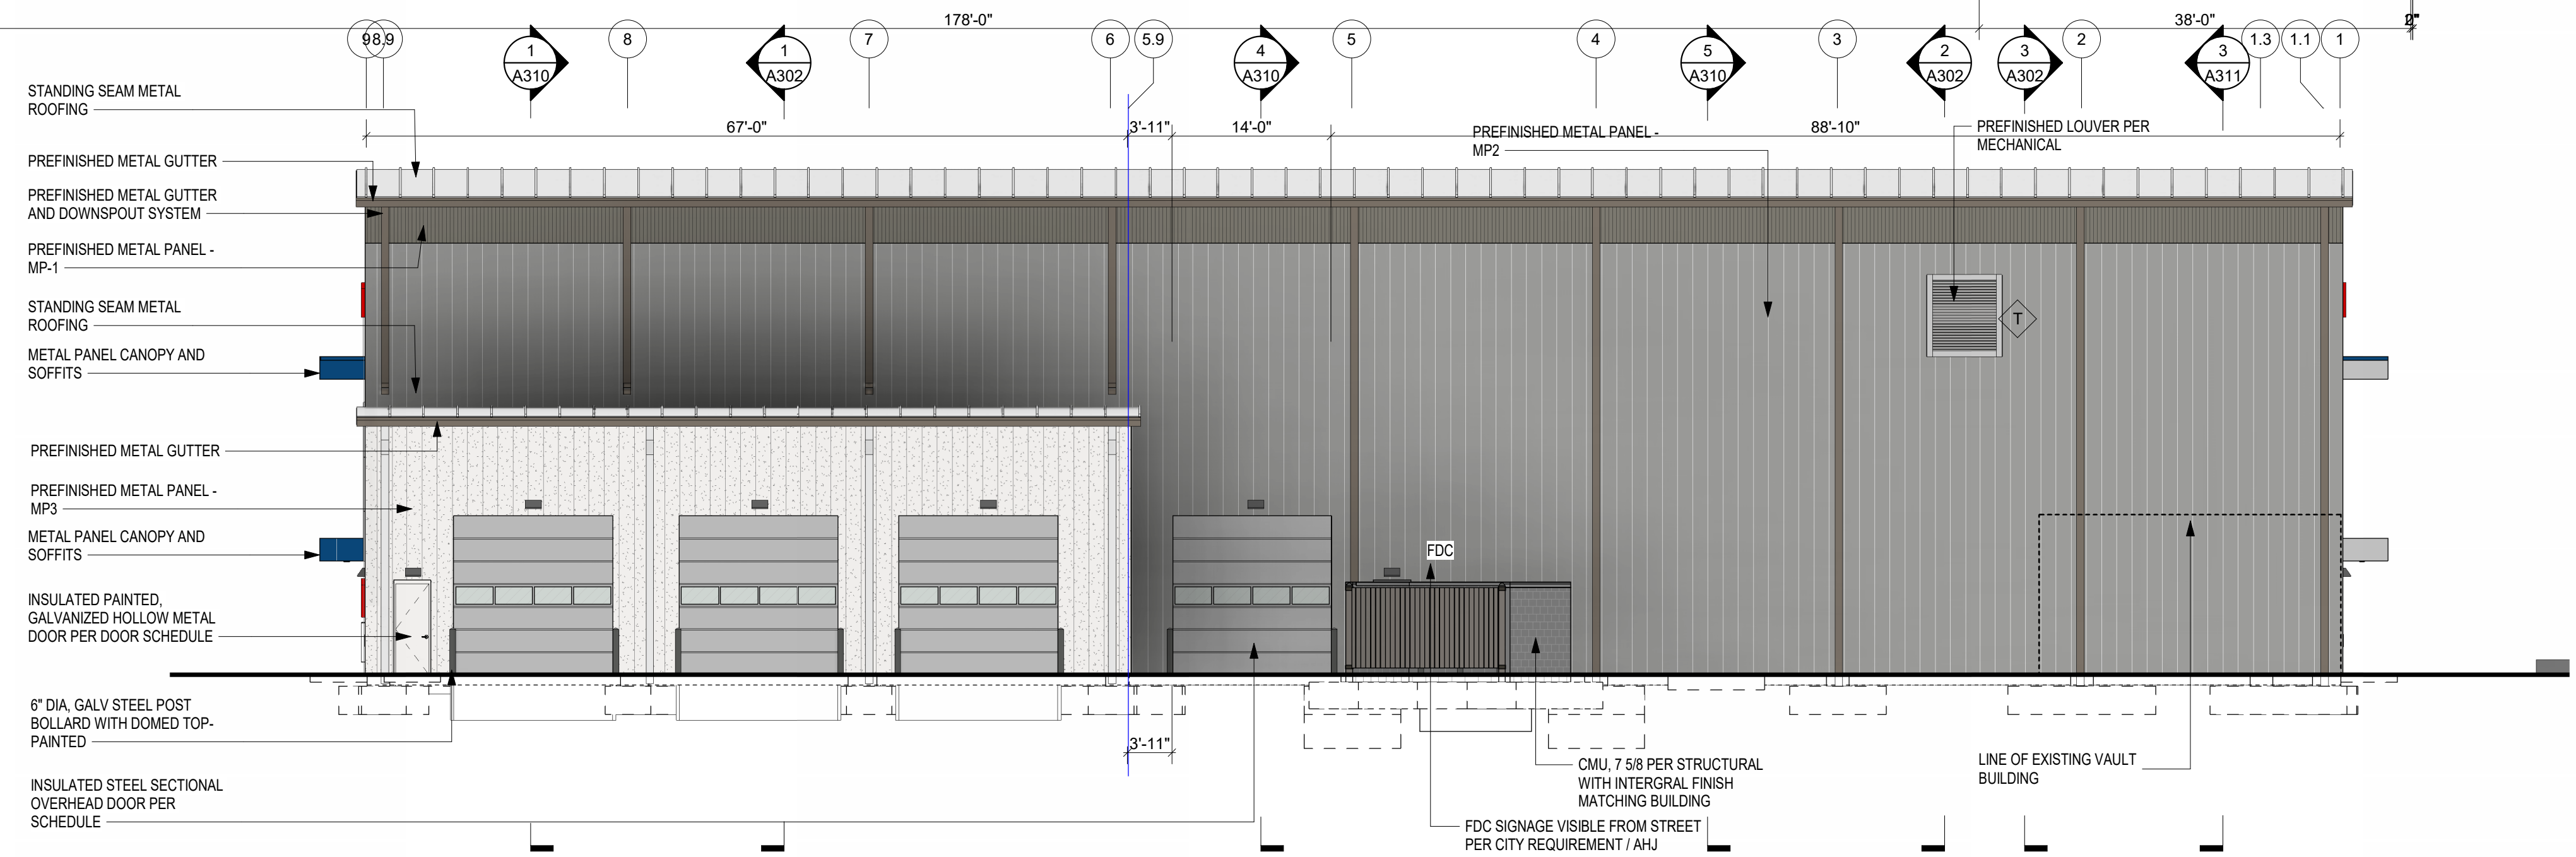 178'-0"
38'-0"
9
8.9
1
A310
8
1
A302
7
6
5.9
4
A310
5
4
5
A310
3
2
A302
3
A302
2
3
A311
1.3
1.1
1
67'-0"
3'-11"
14'-0"
88'-10"
STANDING SEAM METAL
ROOFING
PREFINISHED METAL GUTTER
PREFINISHED METAL GUTTER
AND DOWNSPOUT SYSTEM
PREFINISHED METAL PANEL -
MP-1
STANDING SEAM METAL
ROOFING
METAL PANEL CANOPY AND
SOFFITS
PREFINISHED METAL GUTTER
PREFINISHED METAL PANEL -
MP3
METAL PANEL CANOPY AND
SOFFITS
INSULATED PAINTED,
GALVANIZED HOLLOW METAL
DOOR PER DOOR SCHEDULE
6" DIA, GALV STEEL POST
BOLLARD WITH DOMED TOP-
PAINTED
INSULATED STEEL SECTIONAL
OVERHEAD DOOR PER
SCHEDULE
PREFINISHED METAL PANEL -
MP2
PREFINISHED LOUVER PER
MECHANICAL
T
FDC
3'-11"
CMU, 7 5/8 PER STRUCTURAL
WITH INTERGRAL FINISH
MATCHING BUILDING
FDC SIGNAGE VISIBLE FROM STREET
PER CITY REQUIREMENT / AHJ
LINE OF EXISTING VAULT
BUILDING